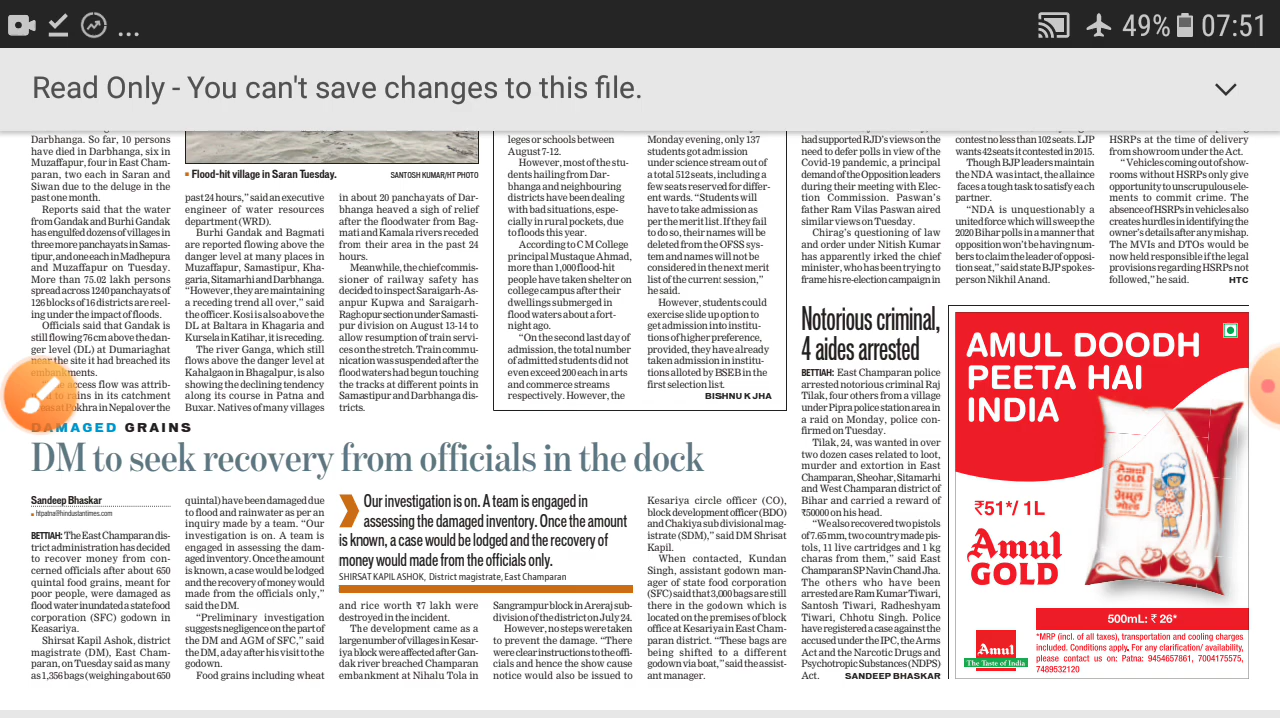 49% 07:51
Read Only - You can't save changes to this file.
Darbhanga. So far, 10 persons
have died in Darbhanga, six in
Muzaffapur, four in East Cham-
paran, two each in Saran and
Siwan due to the deluge in the
past one month.
Reports said that the water
from Gandak and Burhi Gandak
has engulfed dozens of villages in
three more panchayats in Samas-
tipur, and one each in Madhepura
and Muzaffapur on Tuesday.
More than 75.02 lakh persons
spread across 1,240 panchayats of
126 blocks of 16 districts are reel-
ing under the impact of floods.
Officials said that Gandak is
still flowing 76 cm above the dan-
ger level (DL) at Dumariaghat
the site it had breached its
access flow was attrib-
rains in its catchment
Pokhra in Nepal over the
Flood-hit village in Saran Tuesday. SANTOSH KUMAR/HT PHOTO
past 24 hours," said an executive
engineer of water resources
department (WRD).
Burhi Gandak and Bagmati
are reported flowing above the
danger level at many places in
Muzaffapur, Samastipur, Kha-
garia, Sitamarhi and Darbhanga.
"However, they are maintaining
a receding trend all over," said
the officer. Kosi is also above the
DL at Baltara in Khagaria and
Kursela in Katihar, it is receding.
The river Ganga, which still
flows above the danger level at
Kahalgaon in Bhagalpur, is also
showing the declining tendency
along its course in Patna and
Buxar. Natives of many villages
in about 20 panchayats of Dar-
bhanga heaved a sigh of relief
after the floodwater from Bag-
mati and Kamala rivers receded
from their area in the past 24
hours.
Meanwhile, the chief commis-
sioner of railway safety has
decided to inspect Saraigarh-As-
anpur Kupwa and Saraigarh-
Raghopur section under Samasti-
pur division on August 13-14 to
allow resumption of train servi-
ces on the stretch. Train commu-
nication was suspended after the
flood waters had begun touching
the tracks at different points in
Samastipur and Darbhanga dis-
tricts.
leges or schools between
August 7-12.
However, most of the stu-
dents hailing from Dar-
bhanga and neighbouring
districts have been dealing
with bad situations, espe-
cially in rural pockets, due
to floods this year.
According to C M College
principal Mustaque Ahmad,
more than 1,000 flood-hit
people have taken shelter on
college campus after their
dwellings submerged in
flood waters about a fort-
night ago.
"On the second last day of
admission, the total number
of admitted students did not
even exceed 200 each in arts
and commerce streams
respectively. However, the
Monday evening, only 137
students got admission
under science stream out of
a total 512 seats, including a
few seats reserved for differ-
ent wards. "Students will
have to take admission as
per the merit list. If they fail
to do so, their names will be
deleted from the OFSS sys-
tem and names will not be
considered in the next merit
list of the current session,"
he said.
However, students could
exercise slide up option to
get admission into institu-
tions of higher preference,
provided, they have already
taken admission in institu-
tions alloted by BSEB in the
first selection list.
BISHNU K JHA
had supported RJD's views on the
need to defer polls in view of the
Covid-19 pandemic, a principal
demand of the Opposition leaders
during their meeting with Elec-
tion Commission. Paswan's
father Ram Vilas Paswan aired
similar views on Tuesday.
Chirag's questioning of law
and order under Nitish Kumar
has apparently irked the chief
minister, who has been trying to
frame his re-election campaign in
contest no less than 102 seats. LJP
wants 42 seats it contested in 2015.
Though BJP leaders maintain
the NDA was intact, the allaince
faces a tough task to satisfy each
partner.
"NDA is unquestionably a
united force which will sweep the
2020 Bihar polls in a manner that
opposition won't be having num-
bers to claim the leader of opposi-
tion seat," said state BJP spokes-
person Nikhil Anand.
HSRPs at the time of delivery
from showroom under the Act.
"Vehicles coming out of show-
rooms without HSRPs only give
opportunity to unscrupulous ele-
ments to commit crime. The
absence of HSRPs in vehicles also
creates hurdles in identifying the
owner's details after any mishap.
The MVIs and DTOs would be
now held responsible if the legal
provisions regarding HSRPs not
followed," he said. HTC
DAMAGED GRAINS
DM to seek recovery from officials in the dock
Sandeep Bhaskar
htpatna@hindustantimes.com
BETTIAH: The East Champaran dis-
trict administration has decided
to recover money from con-
cerned officials after about 650
quintal food grains, meant for
poor people, were damaged as
flood water inundated a state food
corporation (SFC) godown in
Keasariya.
Shirsat Kapil Ashok, district
magistrate (DM), East Cham-
paran, on Tuesday said as many
as 1,356 bags (weighing about 650
quintal) have been damaged due
to flood and rainwater as per an
inquiry made by a team. "Our
investigation is on. A team is
engaged in assessing the dam-
aged inventory. Once the amount
is known, a case would be lodged
and the recovery of money would
be made from the officials only,"
said the DM.
"Preliminary investigation
suggests negligence on the part of
the DM and AGM of SFC," said
the DM, a day after his visit to the
godown.
Food grains including wheat
Our investigation is on. A team is engaged in
assessing the damaged inventory. Once the amount
is known, a case would be lodged and the recovery of
money would be made from the officials only.
SHIRSAT KAPIL ASHOK, District magistrate, East Champaran
and rice worth ₹7 lakh were
destroyed in the incident.
The development came as a
large number of villages in Kesar-
iya block were affected after Gan-
dak river breached Champaran
embankment at Nihalu Tola in
Sangrampur block in Areraj sub-
division of the district on July 24.
However, no steps were taken
to prevent the damage. "There
were clear instructions to the offi-
cials and hence the show cause
notice would also be issued to
Kesariya circle officer (CO),
block development officer (BDO)
and Chakiya sub divisional mag-
istrate (SDM)," said DM Shrisat
Kapil.
When contacted, Kundan
Singh, assistant godown man-
ager of state food corporation
(SFC) said that 3,000 bags are still
there in the godown which is
located on the premises of block
office at Kesariya in East Cham-
paran district. "These bags are
being shifted to a different
godown via boat," said the assist-
ant manager.
Notorious criminal,
4 aides arrested
BETTIAH: East Champaran police
arrested notorious criminal Raj
Tilak, four others from a village
under Pipra police station area in
a raid on Monday, police con-
firmed on Tuesday.
Tilak, 24, was wanted in over
two dozen cases related to loot,
murder and extortion in East
Champaran, Sheohar, Sitamarhi
and West Champaran district of
Bihar and carried a reward of
₹50000 on his head.
"We also recovered two pistols
of 7.65 mm, two country made pis-
tols, 11 live cartridges and 1 kg
charas from them," said East
Champaran SP Navin Chand Jha.
The others who have been
arrested are Ram Kumar Tiwari,
Santosh Tiwari, Radheshyam
Tiwari, Chhotu Singh. Police
have registered a case against the
accused under the IPC, the Arms
Act and the Narcotic Drugs and
Psychotropic Substances (NDPS)
Act. SANDEEP BHASKAR
AMUL DOODH
PEETA HAI
INDIA
Amul
GOLD
अमूल
₹51*/ 1L
Amul
GOLD
500mL: ₹ 26*
Amul
The Taste of India
*MRP (incl. of all taxes), transportation and cooling charges
included. Conditions apply. For any clarification/ availability,
please contact us on: Patna: 9454657861, 7004175575,
7489532120